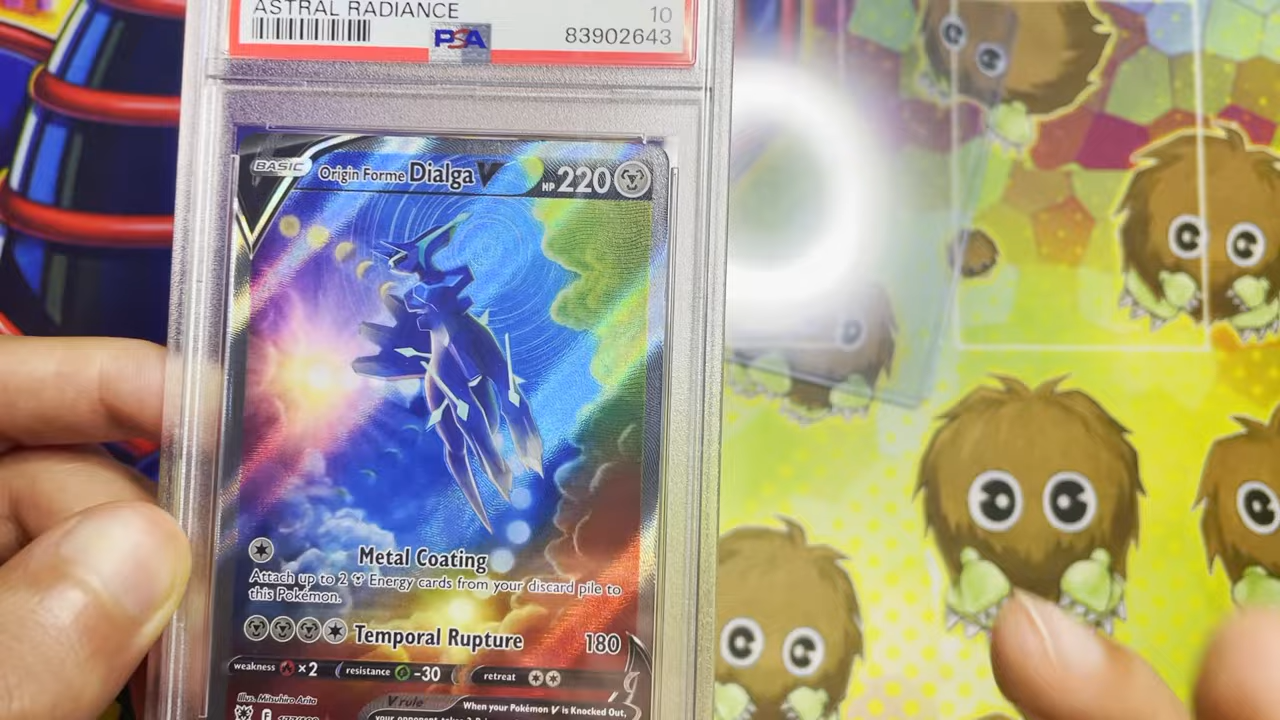 ASTRAL RADIANCE
10
PSA
83902643
BASIC
Origin Forme Dialga V
HP 220
Metal Coating
Attach up to 2 Energy cards from your discard pile to
this Pokémon.
Temporal Rupture 180
weakness ×2 resistance -30 retreat
Illus. Mitsuhiro Arita
V rule
When your Pokémon V is Knocked Out,